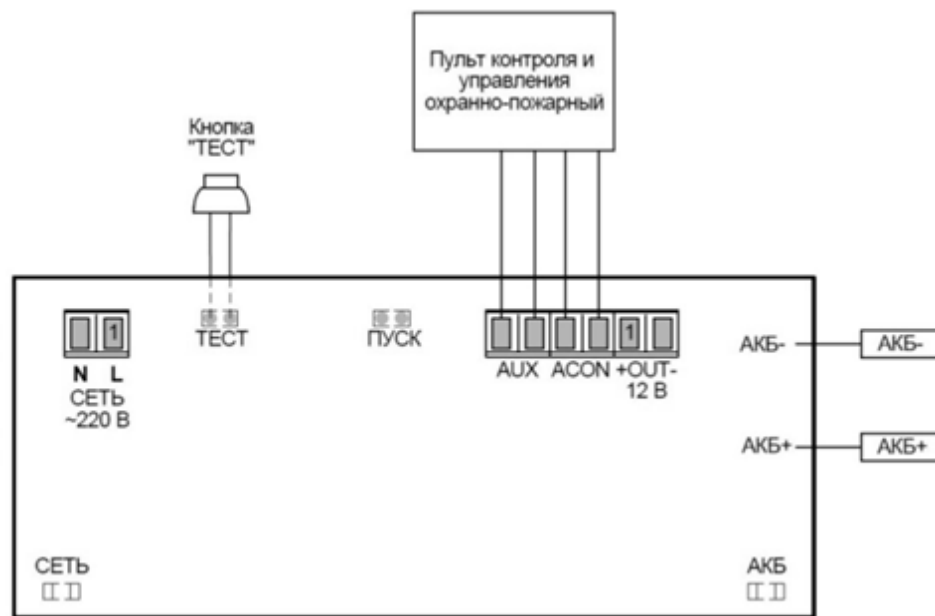 Пульт контроля и
управления
охранно-пожарный
Кнопка
"ТЕСТ"
1
1
ТЕСТ
ПУСК
N L
AUX ACON +OUT-
12 В
СЕТЬ
~220 В
АКБ-
АКБ-
АКБ+
АКБ+
СЕТЬ
АКБ